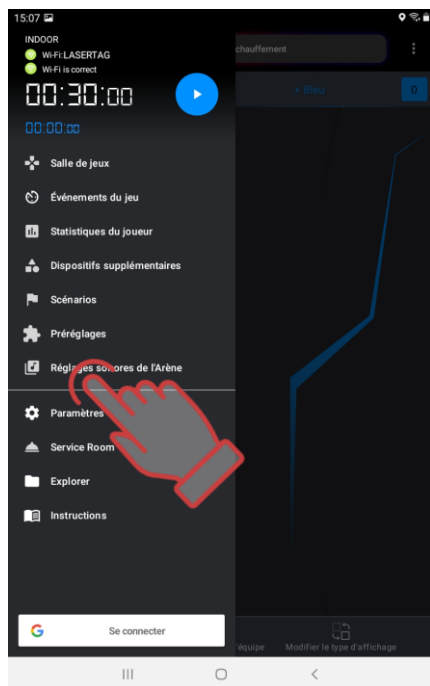 15:07
INDOOR
Wi-Fi:LASERTAG
Wi-Fi is correct
chauffement
00:30:00
+ Bleu
0
00:00:00
Salle de jeux
Événements du jeu
Statistiques du joueur
Dispositifs supplémentaires
Scénarios
Préréglages
Réglages sonores de l'Arène
Paramètres
Service Room
Explorer
Instructions
G
Se connecter
'équipe
Modifier le type d'affichage